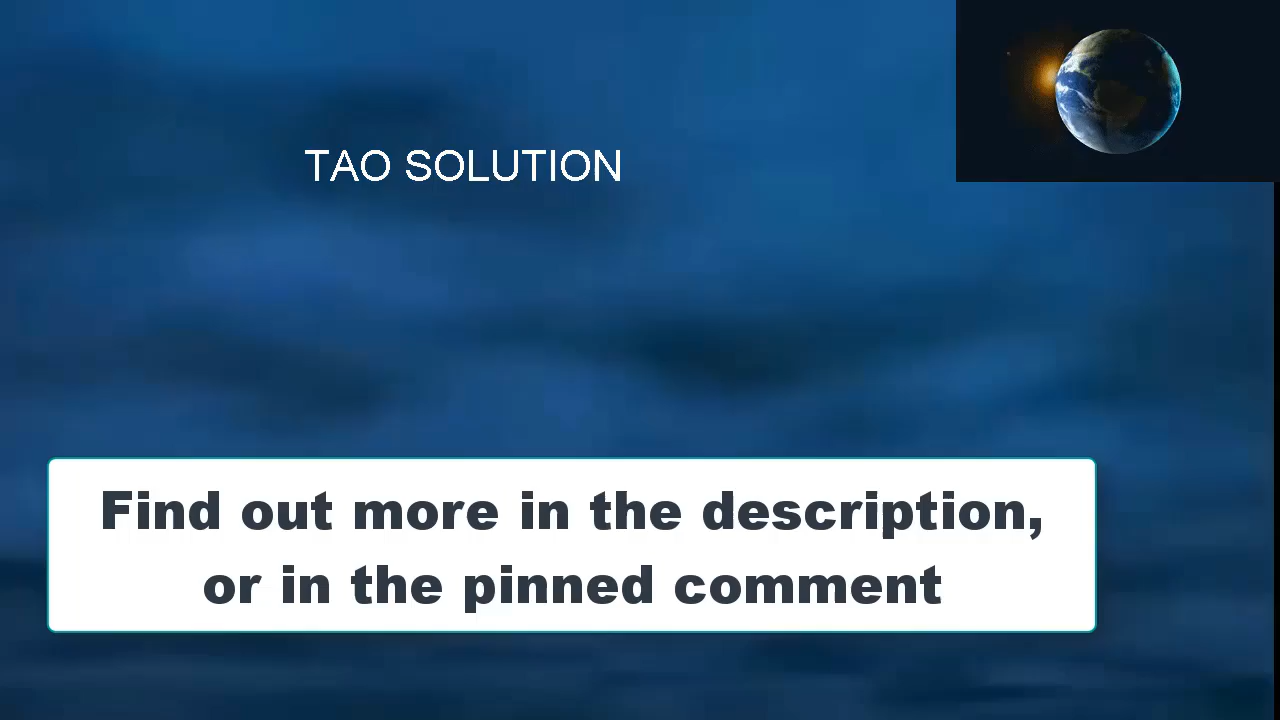 TAO SOLUTION
Find out more in the description,
or in the pinned comment